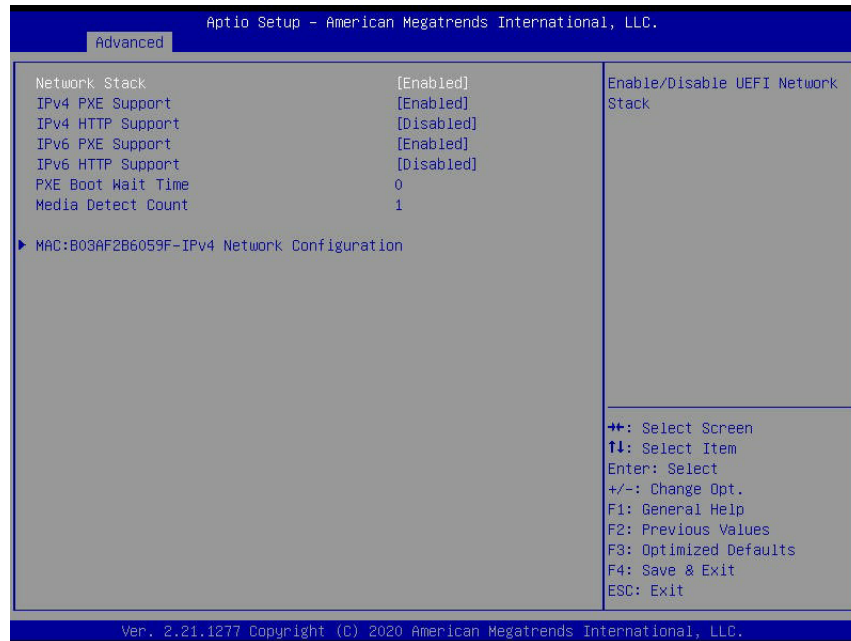 Aptio Setup – American Megatrends International, LLC.
Advanced
Network Stack [Enabled]
IPv4 PXE Support [Enabled]
IPv4 HTTP Support [Disabled]
IPv6 PXE Support [Enabled]
IPv6 HTTP Support [Disabled]
PXE Boot Wait Time 0
Media Detect Count 1
MAC:B03AF2B6059F-IPv4 Network Configuration
Enable/Disable UEFI Network
Stack
→←: Select Screen
↑↓: Select Item
Enter: Select
+/-: Change Opt.
F1: General Help
F2: Previous Values
F3: Optimized Defaults
F4: Save & Exit
ESC: Exit
Ver. 2.21.1277 Copyright (C) 2020 American Megatrends International, LLC.